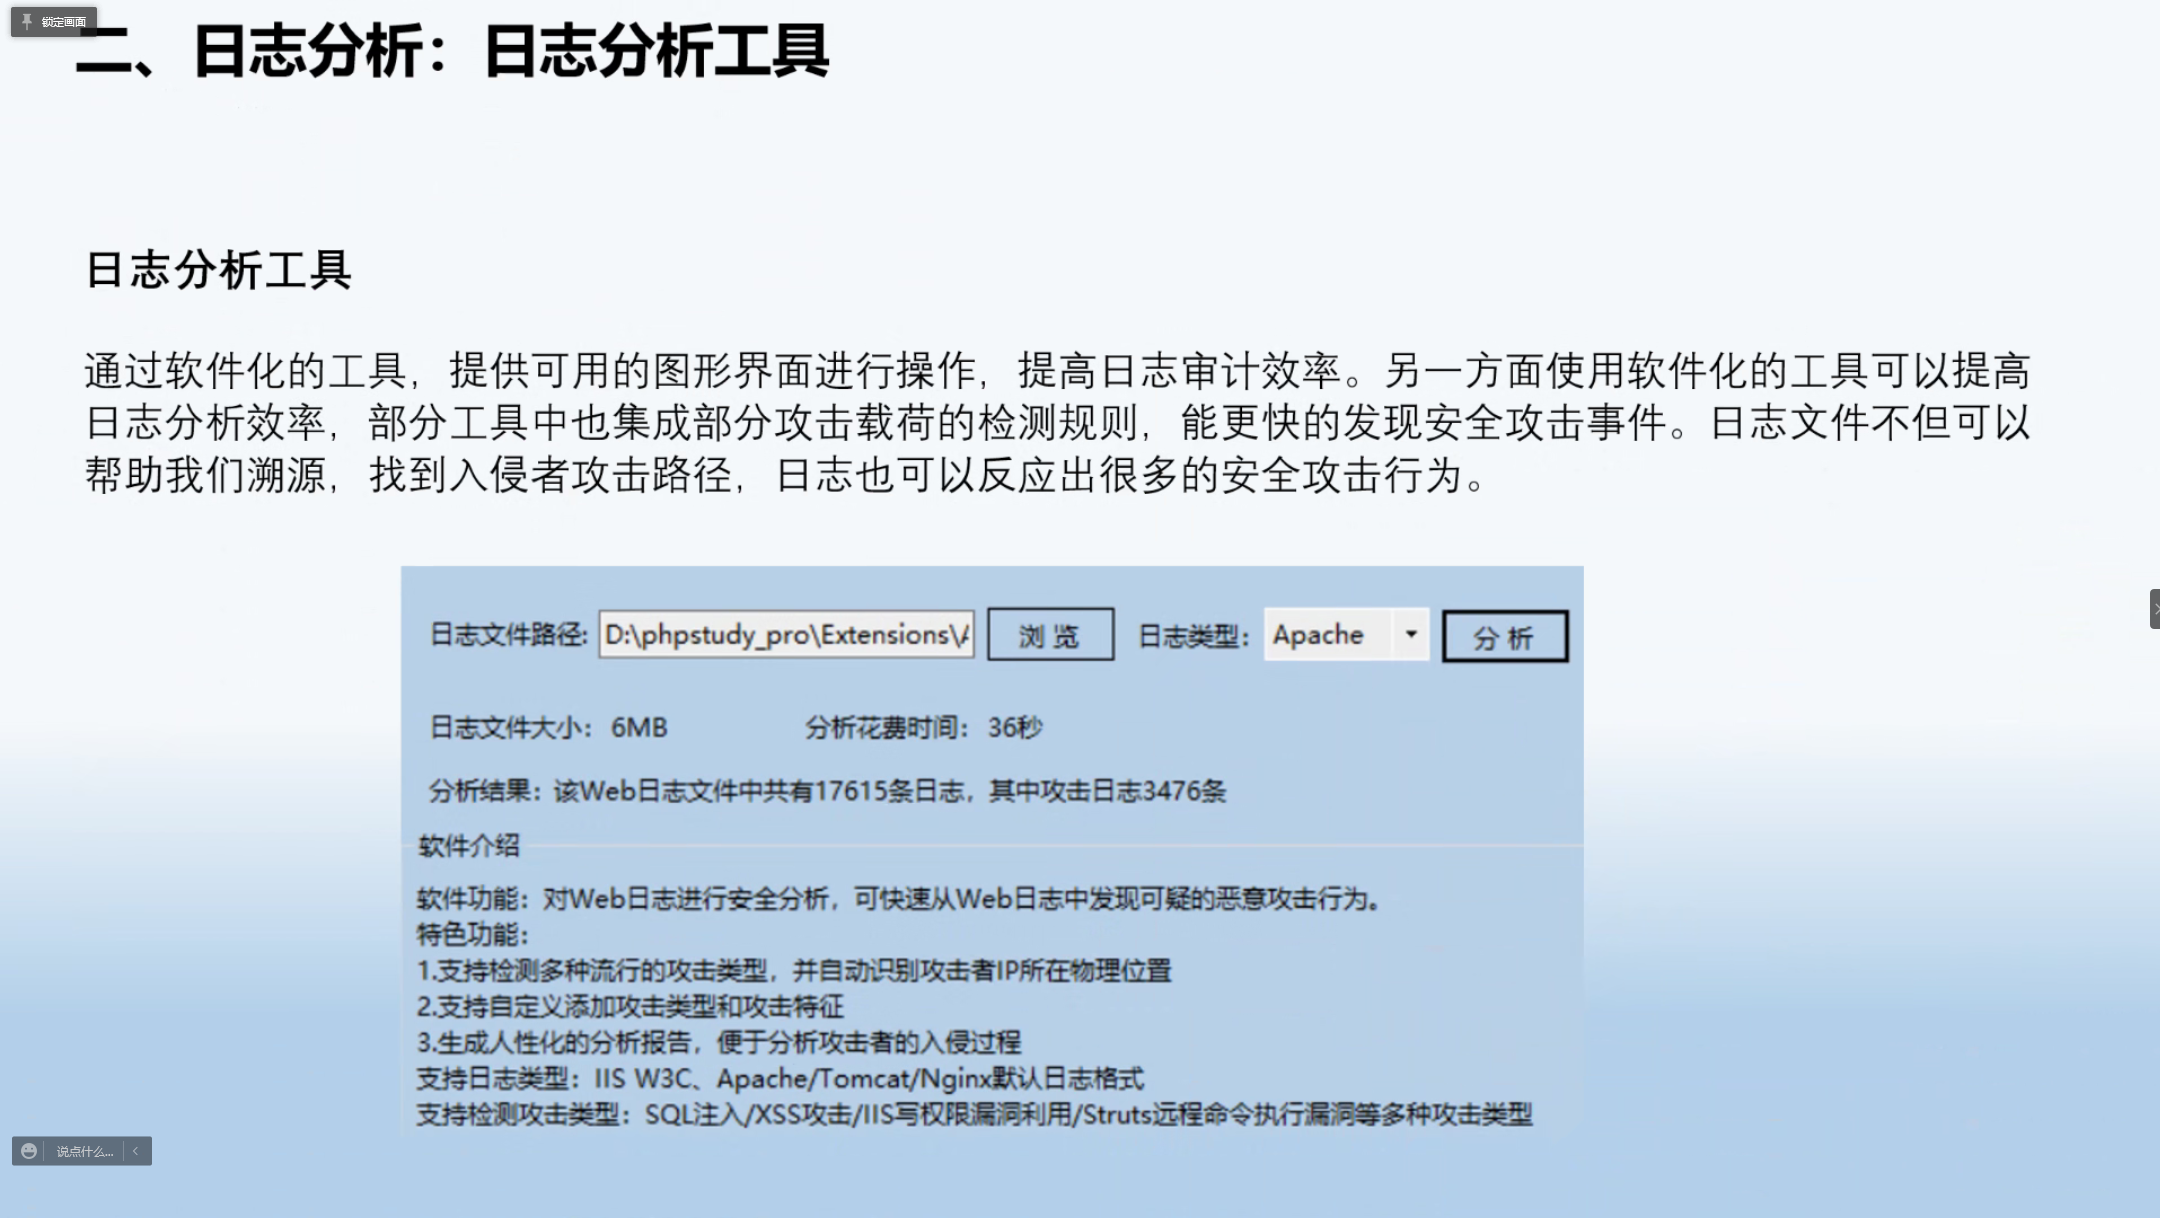 锁定画面
二、日志分析：日志分析工具
日志分析工具
通过软件化的工具，提供可用的图形界面进行操作，提高日志审计效率。另一方面使用软件化的工具可以提高
日志分析效率，部分工具中也集成部分攻击载荷的检测规则，能更快的发现安全攻击事件。日志文件不但可以
帮助我们溯源，找到入侵者攻击路径，日志也可以反应出很多的安全攻击行为。
日志文件路径: D:\phpstudy_pro\Extensions\A 浏 览 日志类型: Apache 分 析
日志文件大小： 6MB 分析花费时间： 36秒
分析结果：该Web日志文件中共有17615条日志，其中攻击日志3476条
软件介绍
软件功能：对Web日志进行安全分析，可快速从Web日志中发现可疑的恶意攻击行为。
特色功能：
1.支持检测多种流行的攻击类型，并自动识别攻击者IP所在物理位置
2.支持自定义添加攻击类型和攻击特征
3.生成人性化的分析报告，便于分析攻击者的入侵过程
支持日志类型：IIS W3C、Apache/Tomcat/Nginx默认日志格式
支持检测攻击类型：SQL注入/XSS攻击/IIS写权限漏洞利用/Struts远程命令执行漏洞等多种攻击类型
说点什么...